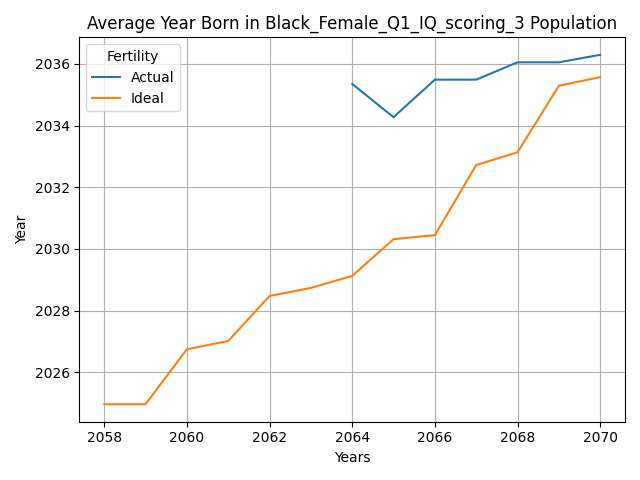 Average Year Born in Black_Female_Q1_IQ_scoring_3 Population
Fertility
Actual
Ideal
2036
2034
2032
2030
2028
2026
Year
2058 2060 2062 2064 2066 2068 2070
Years